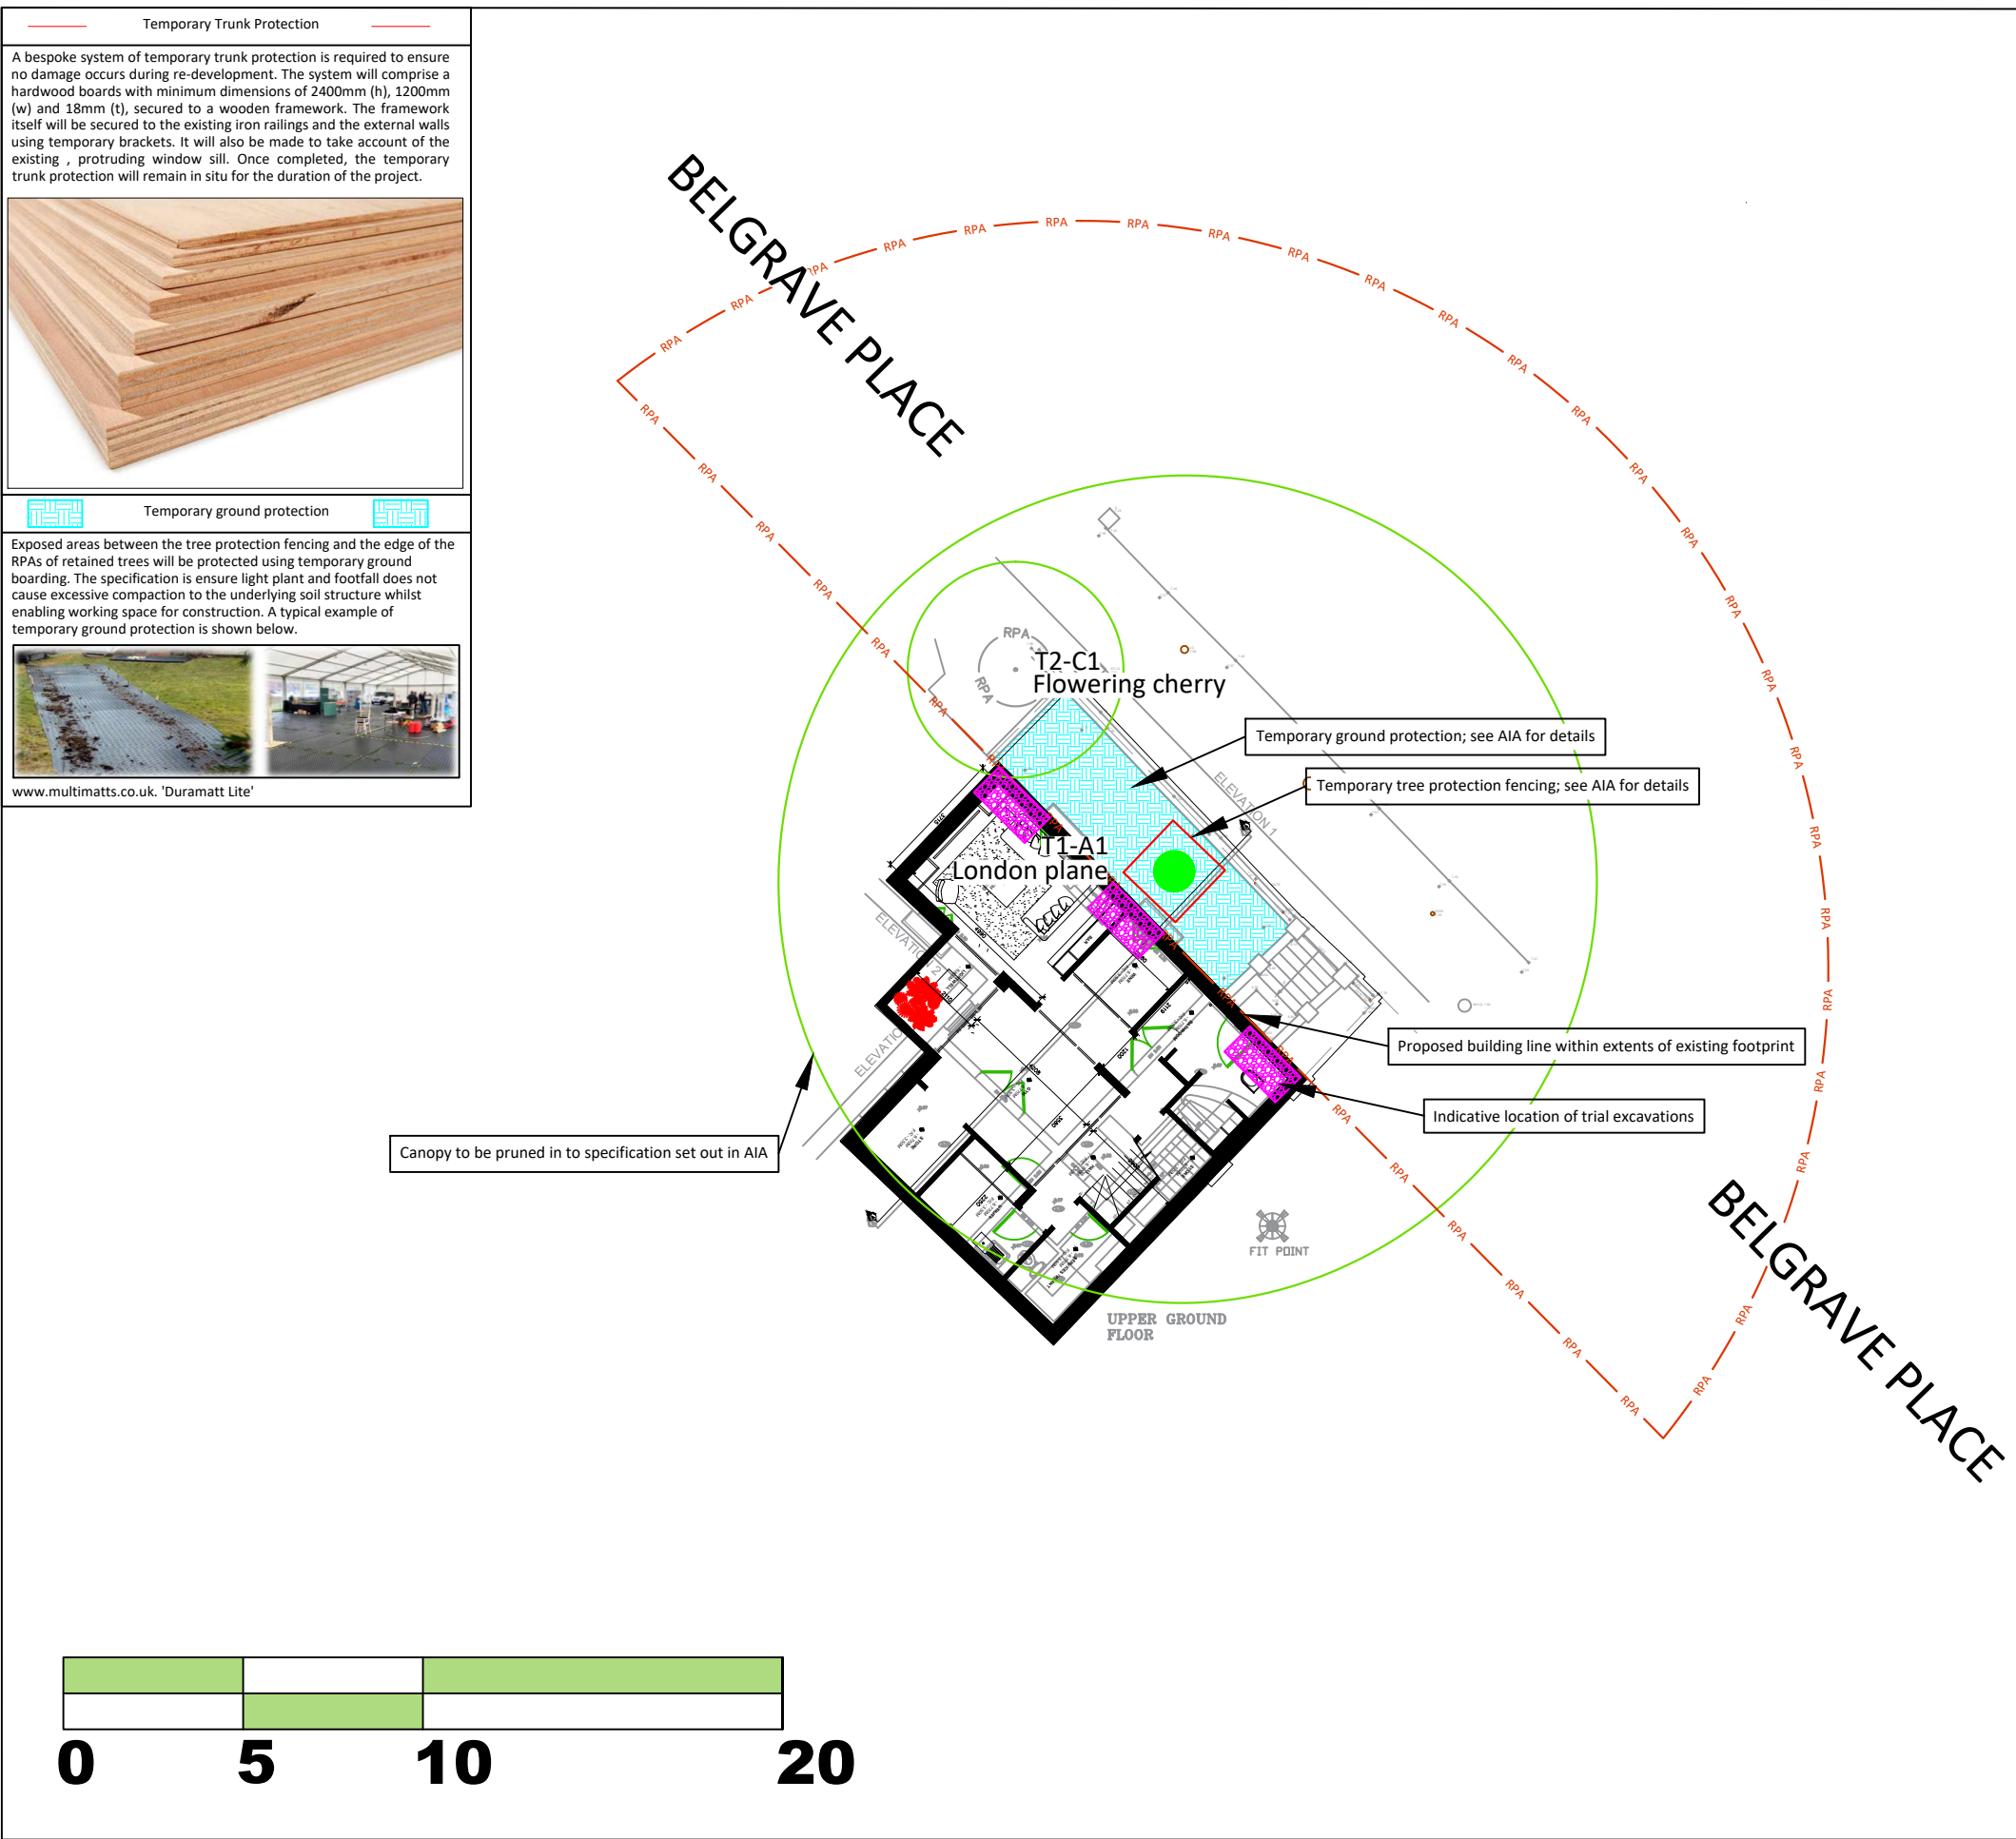 Temporary Trunk Protection
A bespoke system of temporary trunk protection is required to ensure
no damage occurs during re-development. The system will comprise a
hardwood boards with minimum dimensions of 2400mm (h), 1200mm
(w) and 18mm (t), secured to a wooden framework. The framework
itself will be secured to the existing iron railings and the external walls
using temporary brackets. It will also be made to take account of the
existing , protruding window sill. Once completed, the temporary
trunk protection will remain in situ for the duration of the project.
Temporary ground protection
Exposed areas between the tree protection fencing and the edge of the
RPAs of retained trees will be protected using temporary ground
boarding. The specification is ensure light plant and footfall does not
cause excessive compaction to the underlying soil structure whilst
enabling working space for construction. A typical example of
temporary ground protection is shown below.
www.multimatts.co.uk. 'Duramatt Lite'
BELGRAVE PLACE
RPA
RPA
RPA
T2-C1
Flowering cherry
Temporary ground protection; see AIA for details
Temporary tree protection fencing; see AIA for details
ELEVATION 1
T1-A1
London plane
ELEVATION 2
ELEVATION
Proposed building line within extents of existing footprint
Indicative location of trial excavations
Canopy to be pruned in to specification set out in AIA
FIT POINT
UPPER GROUND
FLOOR
BELGRAVE PLACE
0 5 10 20